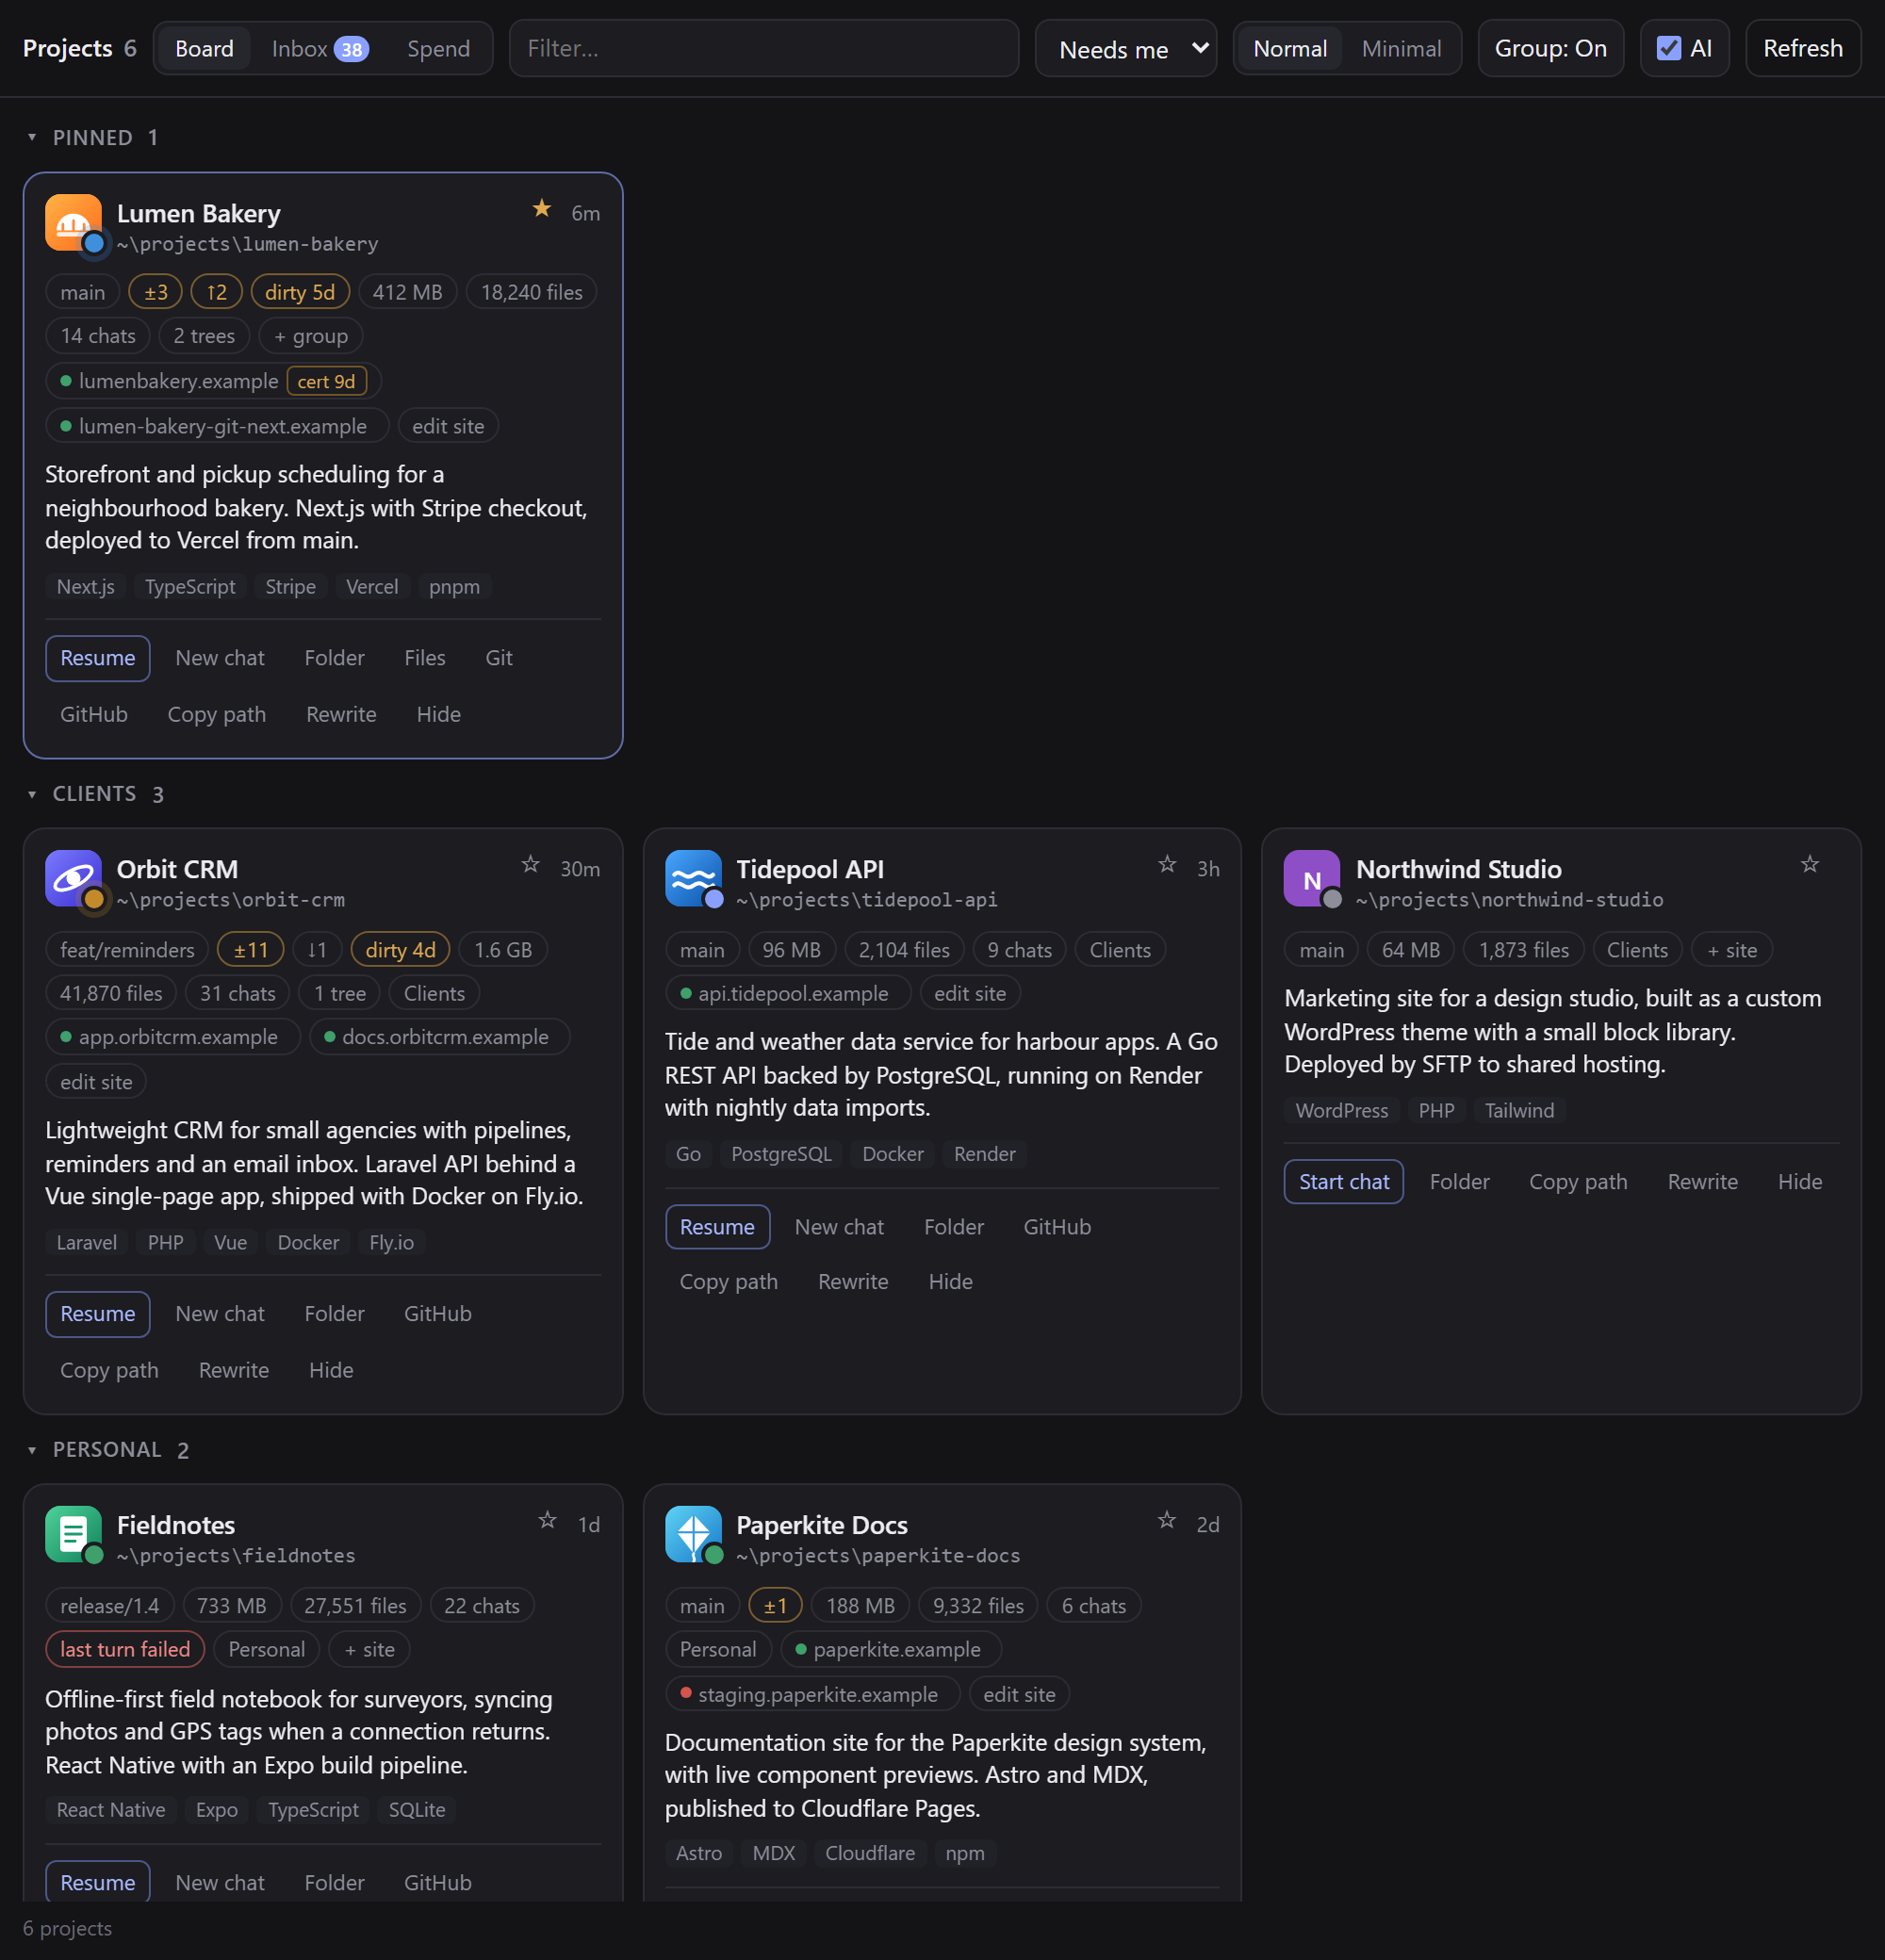 Projects 6 Board Inbox 38 Spend Filter... Needs me Normal Minimal Group: On AI Refresh
PINNED 1
Lumen Bakery 6m
~\projects\lumen-bakery
main ±3 ↑2 dirty 5d 412 MB 18,240 files
14 chats 2 trees + group
lumenbakery.example cert 9d
lumen-bakery-git-next.example edit site
Storefront and pickup scheduling for a
neighbourhood bakery. Next.js with Stripe checkout,
deployed to Vercel from main.
Next.js TypeScript Stripe Vercel pnpm
Resume New chat Folder Files Git
GitHub Copy path Rewrite Hide
CLIENTS 3
Orbit CRM 30m
~\projects\orbit-crm
feat/reminders ±11 ↓1 dirty 4d 1.6 GB
41,870 files 31 chats 1 tree Clients
app.orbitcrm.example docs.orbitcrm.example
edit site
Lightweight CRM for small agencies with pipelines,
reminders and an email inbox. Laravel API behind a
Vue single-page app, shipped with Docker on Fly.io.
Laravel PHP Vue Docker Fly.io
Resume New chat Folder GitHub
Copy path Rewrite Hide
Tidepool API 3h
~\projects\tidepool-api
main 96 MB 2,104 files 9 chats Clients
api.tidepool.example edit site
Tide and weather data service for harbour apps. A Go
REST API backed by PostgreSQL, running on Render
with nightly data imports.
Go PostgreSQL Docker Render
Resume New chat Folder GitHub
Copy path Rewrite Hide
N
Northwind Studio
~\projects\northwind-studio
main 64 MB 1,873 files Clients + site
Marketing site for a design studio, built as a custom
WordPress theme with a small block library.
Deployed by SFTP to shared hosting.
WordPress PHP Tailwind
Start chat Folder Copy path Rewrite Hide
PERSONAL 2
Fieldnotes 1d
~\projects\fieldnotes
release/1.4 733 MB 27,551 files 22 chats
last turn failed Personal + site
Offline-first field notebook for surveyors, syncing
photos and GPS tags when a connection returns.
React Native with an Expo build pipeline.
React Native Expo TypeScript SQLite
Resume New chat Folder GitHub
Paperkite Docs 2d
~\projects\paperkite-docs
main ±1 188 MB 9,332 files 6 chats
Personal paperkite.example
staging.paperkite.example edit site
Documentation site for the Paperkite design system,
with live component previews. Astro and MDX,
published to Cloudflare Pages.
Astro MDX Cloudflare npm
6 projects